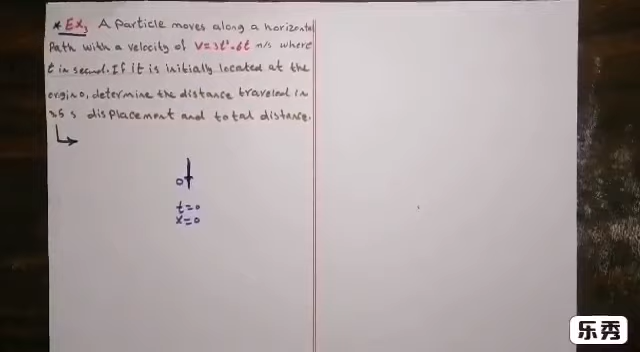 * Ex3 A Particle moves along a horizontal
Path with a velocity of V=3t²-6t m/s where
t in second. If it is initially located at the
origin o, determine the distance traveled in
3.5 s displacement and total distance.
o
t=0
x=0
乐秀